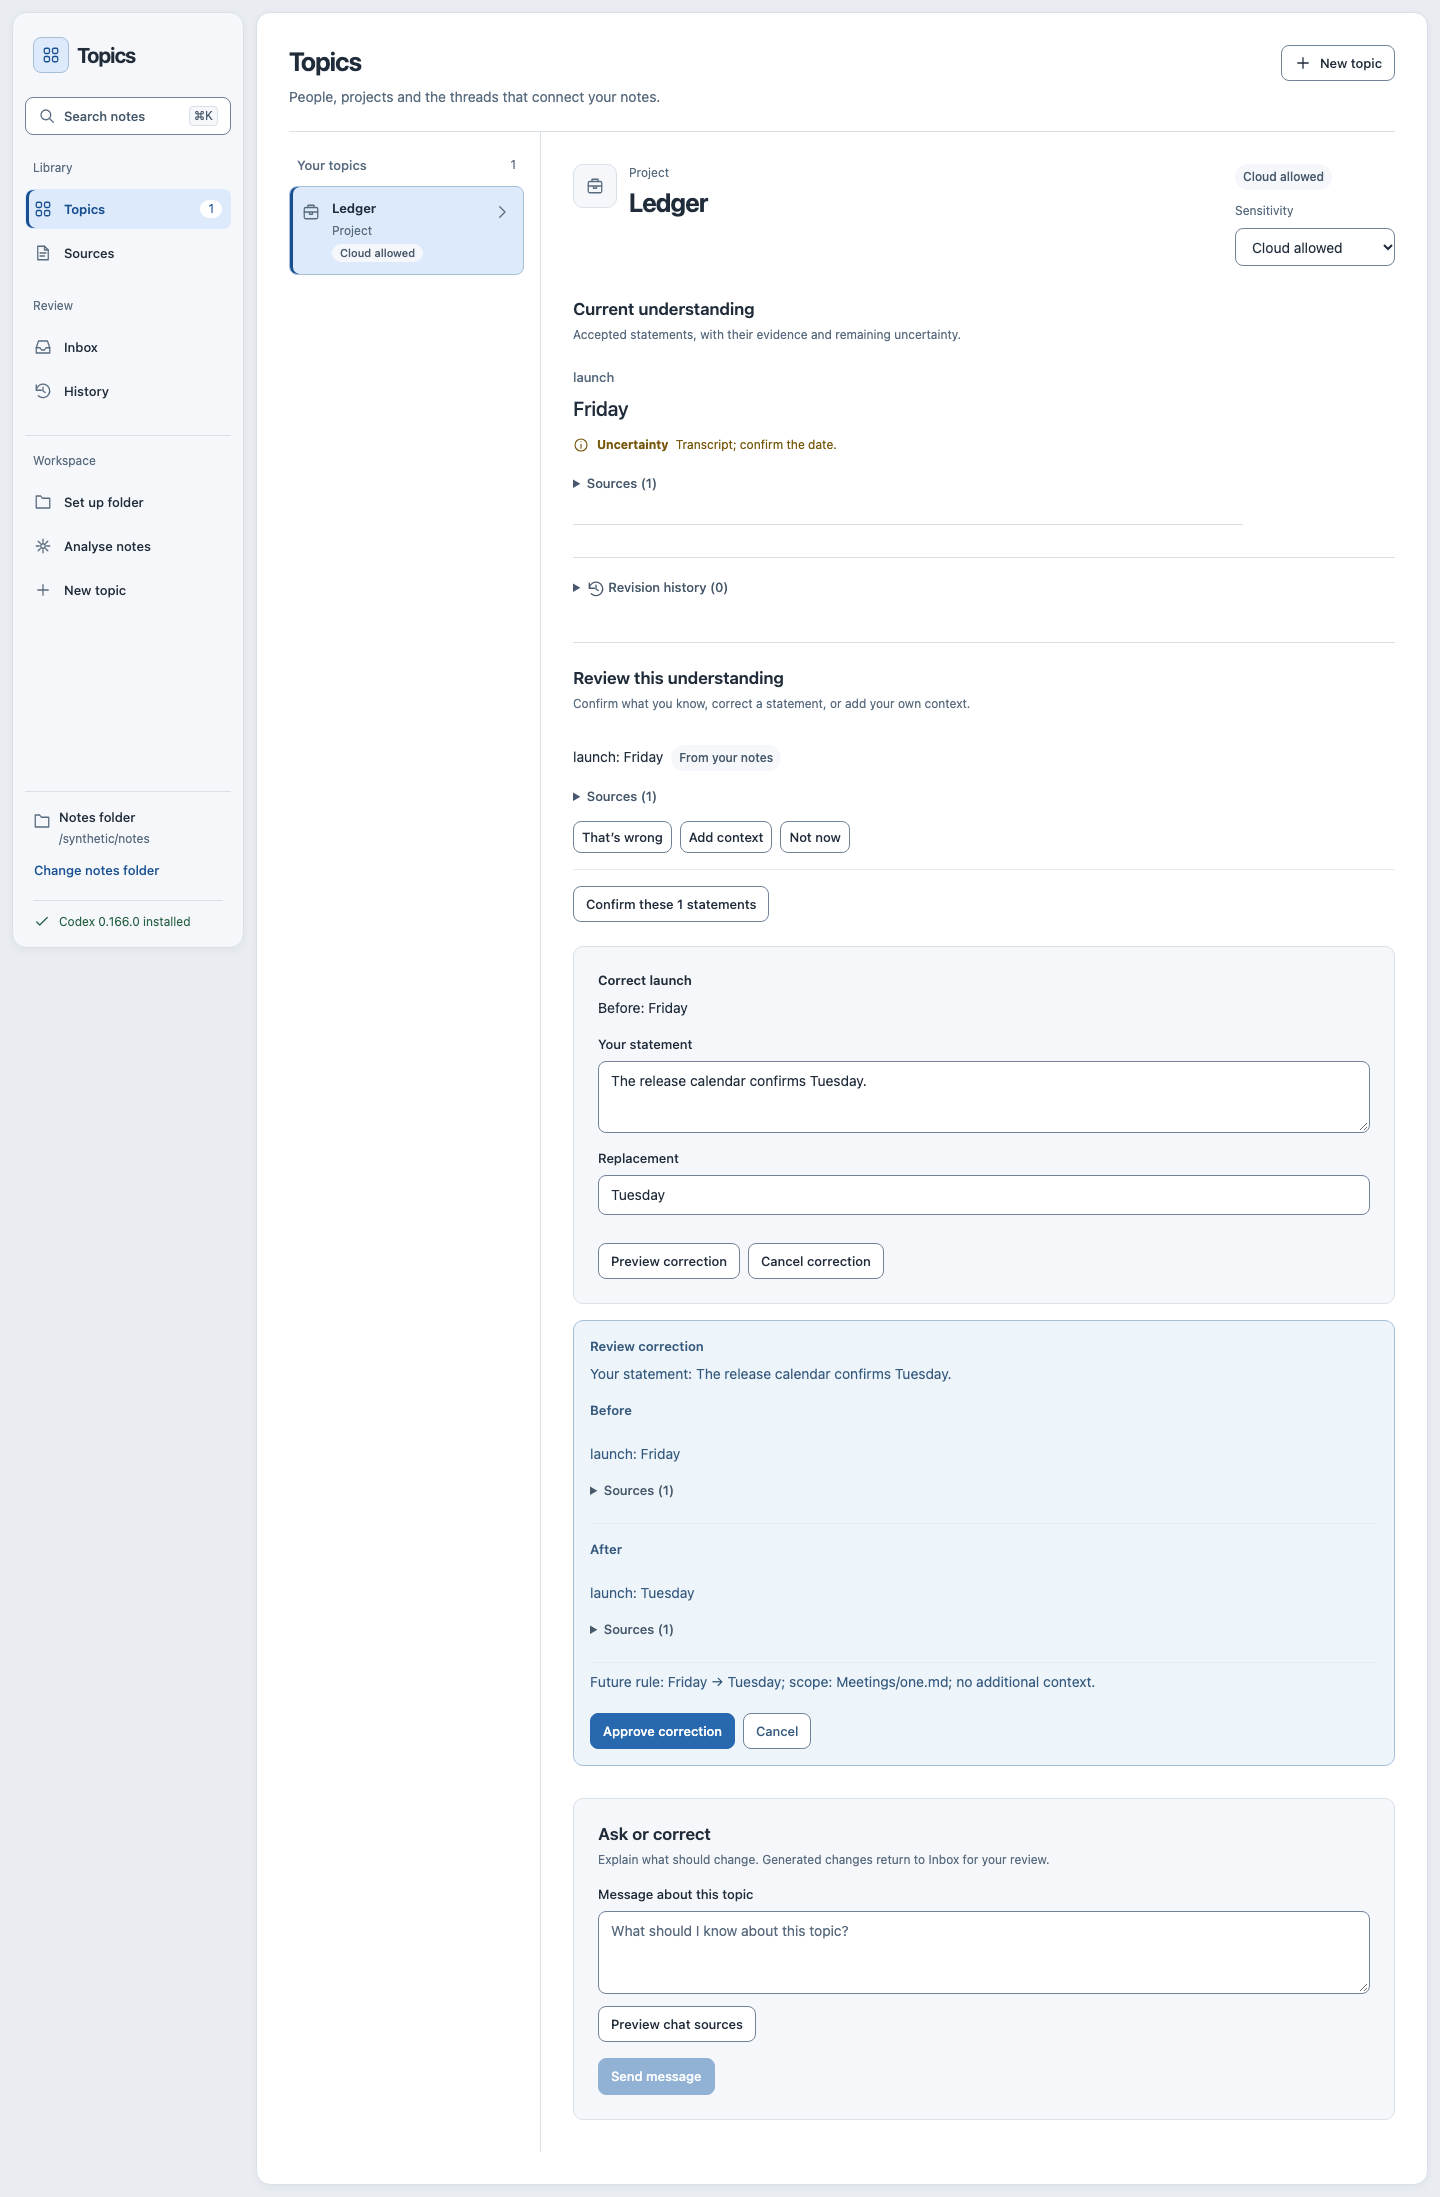 Topics
Search notes ⌘K
Library
Topics 1
Sources
Review
Inbox
History
Workspace
Set up folder
Analyse notes
New topic
Notes folder
/synthetic/notes
Change notes folder
Codex 0.166.0 installed
Topics
New topic
People, projects and the threads that connect your notes.
Your topics 1
Ledger
Project
Cloud allowed
Project
Ledger
Cloud allowed
Sensitivity
Cloud allowed
Current understanding
Accepted statements, with their evidence and remaining uncertainty.
launch
Friday
Uncertainty Transcript; confirm the date.
Sources (1)
Revision history (0)
Review this understanding
Confirm what you know, correct a statement, or add your own context.
launch: Friday From your notes
Sources (1)
That’s wrong Add context Not now
Confirm these 1 statements
Correct launch
Before: Friday
Your statement
The release calendar confirms Tuesday.
Replacement
Tuesday
Preview correction Cancel correction
Review correction
Your statement: The release calendar confirms Tuesday.
Before
launch: Friday
Sources (1)
After
launch: Tuesday
Sources (1)
Future rule: Friday → Tuesday; scope: Meetings/one.md; no additional context.
Approve correction Cancel
Ask or correct
Explain what should change. Generated changes return to Inbox for your review.
Message about this topic
What should I know about this topic?
Preview chat sources
Send message